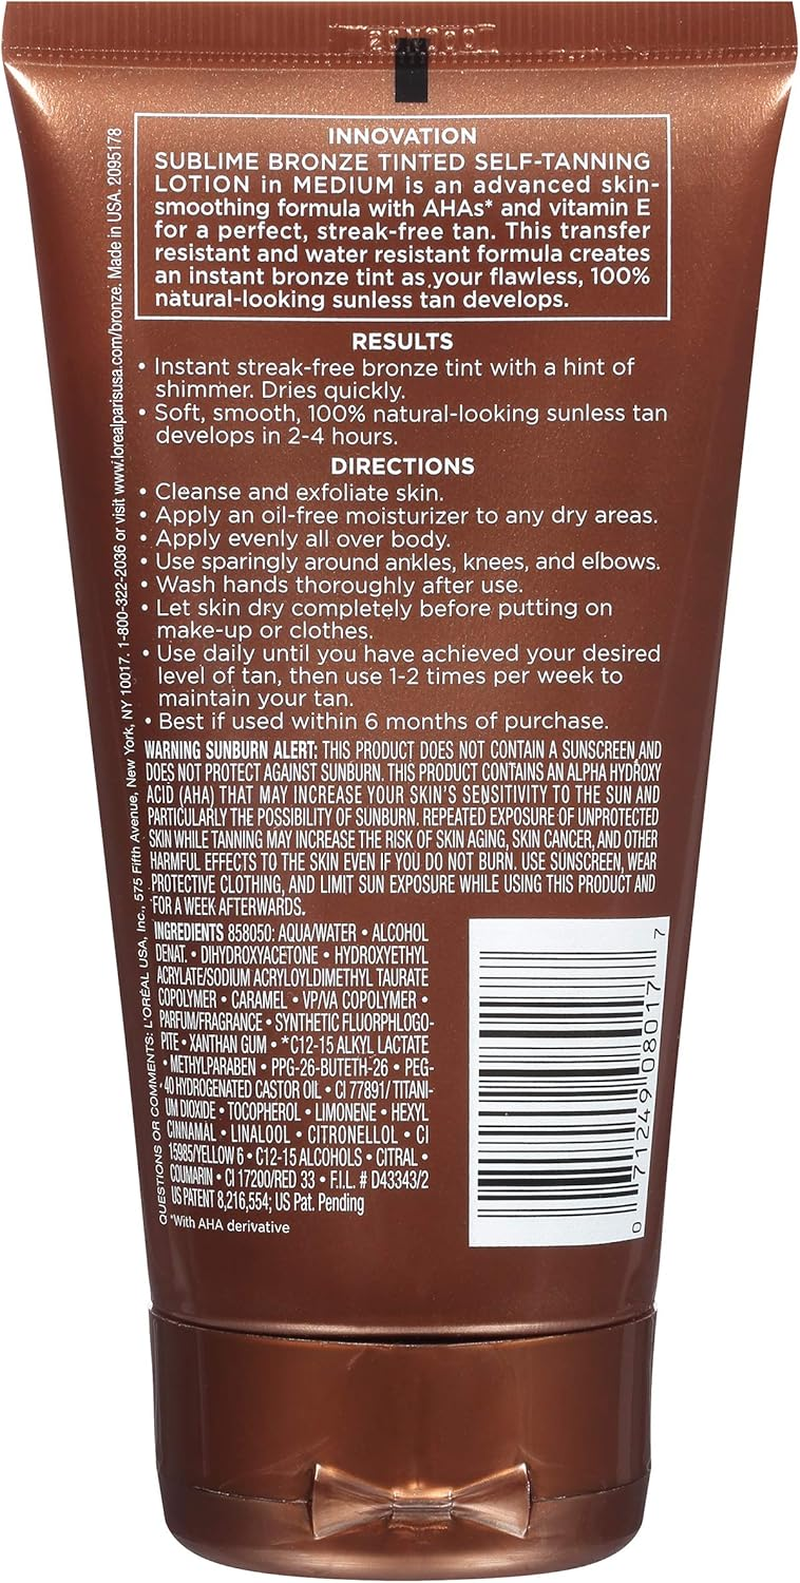 INNOVATION
SUBLIME BRONZE TINTED SELF-TANNING
LOTION in MEDIUM is an advanced skin-
smoothing formula with AHAs* and vitamin E
for a perfect, streak-free tan. This transfer
resistant and water resistant formula creates
an instant bronze tint as your flawless, 100%
natural-looking sunless tan develops.
RESULTS
• Instant streak-free bronze tint with a hint of
shimmer. Dries quickly.
• Soft, smooth, 100% natural-looking sunless tan
develops in 2-4 hours.
DIRECTIONS
• Cleanse and exfoliate skin.
• Apply an oil-free moisturizer to any dry areas.
• Apply evenly all over body.
• Use sparingly around ankles, knees, and elbows.
• Wash hands thoroughly after use.
• Let skin dry completely before putting on
make-up or clothes.
• Use daily until you have achieved your desired
level of tan, then use 1-2 times per week to
maintain your tan.
• Best if used within 6 months of purchase.
WARNING SUNBURN ALERT: THIS PRODUCT DOES NOT CONTAIN A SUNSCREEN AND
DOES NOT PROTECT AGAINST SUNBURN. THIS PRODUCT CONTAINS AN ALPHA HYDROXY
ACID (AHA) THAT MAY INCREASE YOUR SKIN'S SENSITIVITY TO THE SUN AND
PARTICULARLY THE POSSIBILITY OF SUNBURN. REPEATED EXPOSURE OF UNPROTECTED
SKIN WHILE TANNING MAY INCREASE THE RISK OF SKIN AGING, SKIN CANCER, AND OTHER
HARMFUL EFFECTS TO THE SKIN EVEN IF YOU DO NOT BURN. USE SUNSCREEN, WEAR
PROTECTIVE CLOTHING, AND LIMIT SUN EXPOSURE WHILE USING THIS PRODUCT AND
FOR A WEEK AFTERWARDS.
INGREDIENTS 858050: AQUA/WATER • ALCOHOL
DENAT. • DIHYDROXYACETONE • HYDROXYETHYL
ACRYLATE/SODIUM ACRYLOYLDIMETHYL TAURATE
COPOLYMER • CARAMEL • VP/VA COPOLYMER •
PARFUM/FRAGRANCE • SYNTHETIC FLUORPHLOGO-
PITE • XANTHAN GUM • *C12-15 ALKYL LACTATE
• METHYLPARABEN • PPG-26-BUTETH-26 • PEG-
40 HYDROGENATED CASTOR OIL • CI 77891/ TITANI-
UM DIOXIDE • TOCOPHEROL • LIMONENE • HEXYL
CINNAMAL • LINALOOL • CITRONELLOL • CI
15985/YELLOW 6 • C12-15 ALCOHOLS • CITRAL •
COUMARIN • CI 17200/RED 33 • F.I.L. # D43343/2
US PATENT 8,216,554; US Pat. Pending
*With AHA derivative
QUESTIONS OR COMMENTS: L'ORÉAL USA, Inc., 575 Fifth Avenue, New York, NY 10017. 1-800-322-2036 or visit www.lorealparisusa.com/bronze. Made in USA. 2095178
0 71249 08017 7